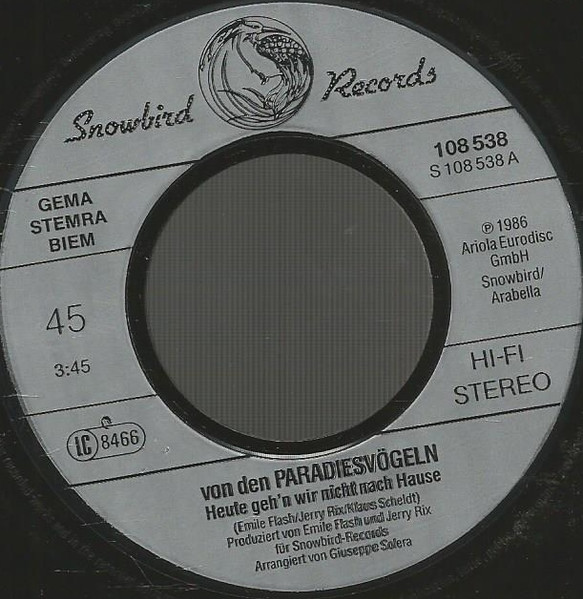 Snowbird Records
108 538
S 108 538 A
GEMA
STEMRA
BIEM
℗ 1986
Ariola Eurodisc
GmbH
Snowbird/
Arabella
45
3:45
HI-FI
STEREO
LC 8466
von den PARADIESVÖGELN
Heute geh'n wir nicht nach Hause
(Emile Flash/Jerry Rix/Klaus Scheldt)
Produziert von Emile Flash und Jerry Rix
für Snowbird-Records
Arrangiert von Giuseppe Solera